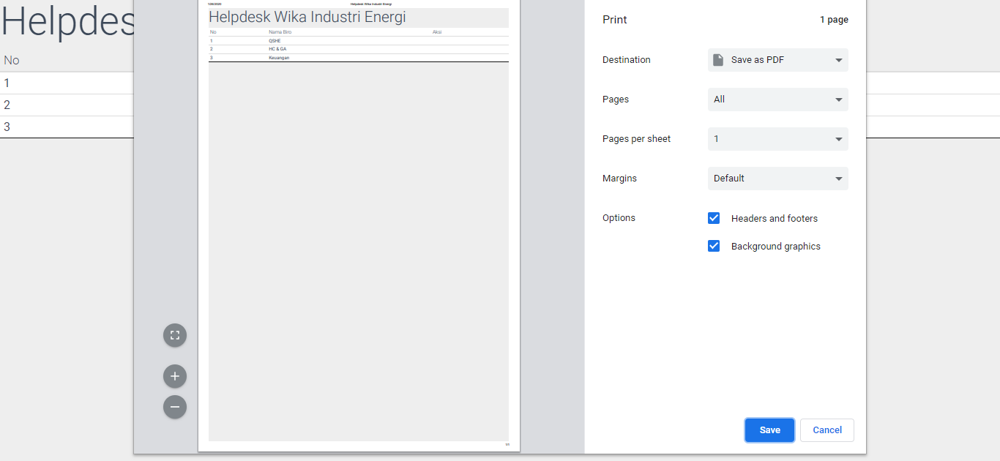 Helpdes
No
1
2
3
1/28/2020 Helpdesk Wika Industri Energi
Helpdesk Wika Industri Energi
No Nama Biro Aksi
1 QSHE
2 HC & GA
3 Keuangan
1/1
Print 1 page
Destination Save as PDF
Pages All
Pages per sheet 1
Margins Default
Options Headers and footers
Background graphics
Save Cancel